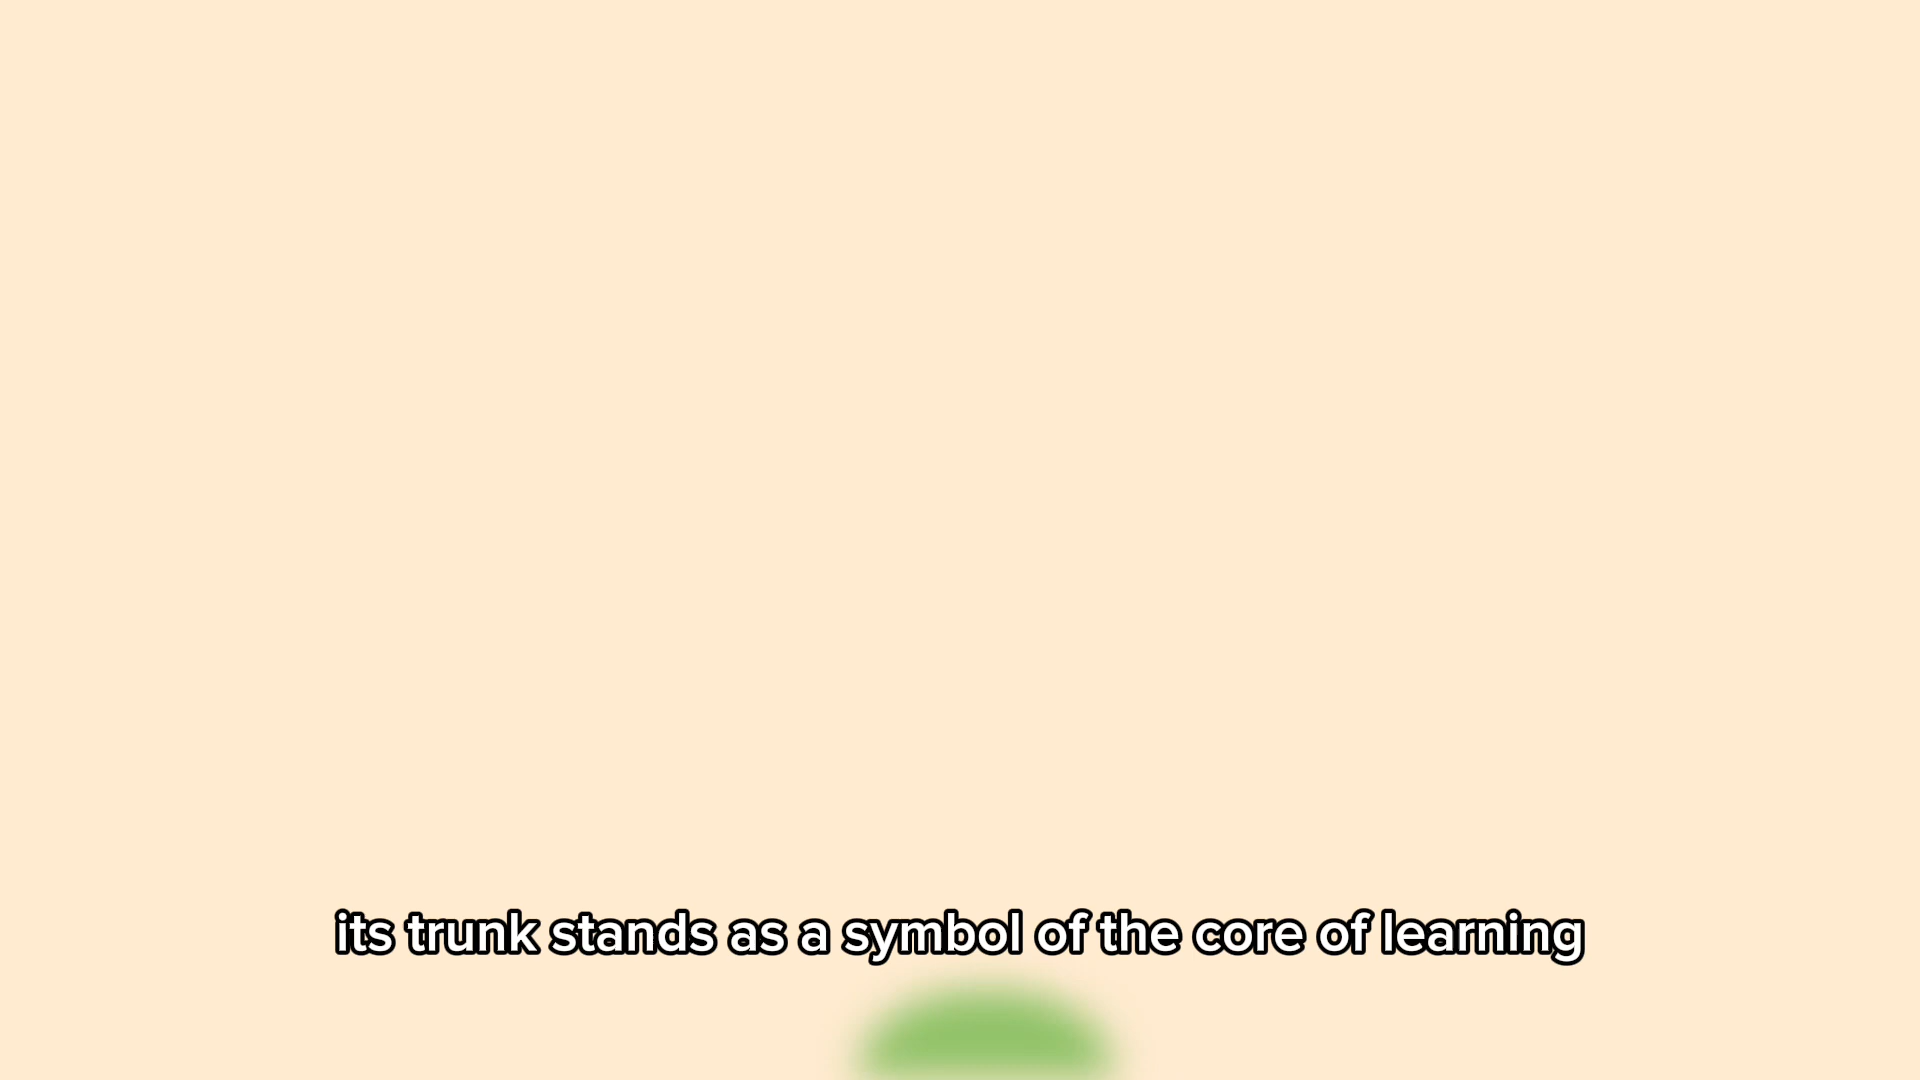 its trunk stands as a symbol of the core of learning